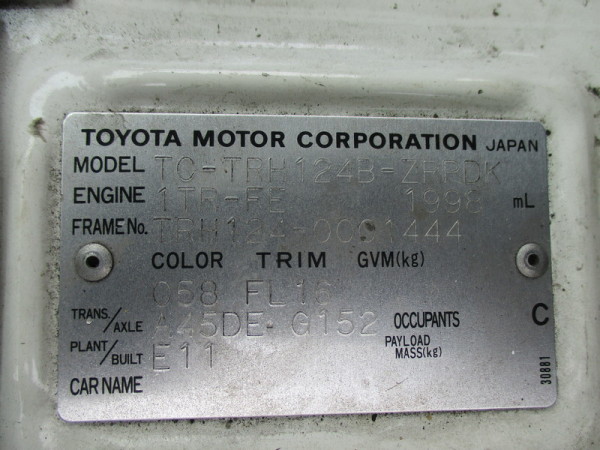 TOYOTA MOTOR CORPORATION JAPAN
MODEL TC-TRH124B-ZFEDK
ENGINE 1TR-FE 1998 mL
FRAME No. TRH124-0001444
COLOR TRIM GVM(kg)
058 FL16
TRANS./AXLE A45DE G152 OCCUPANTS C
PLANT/BUILT E11 PAYLOAD MASS(kg)
CAR NAME
30881